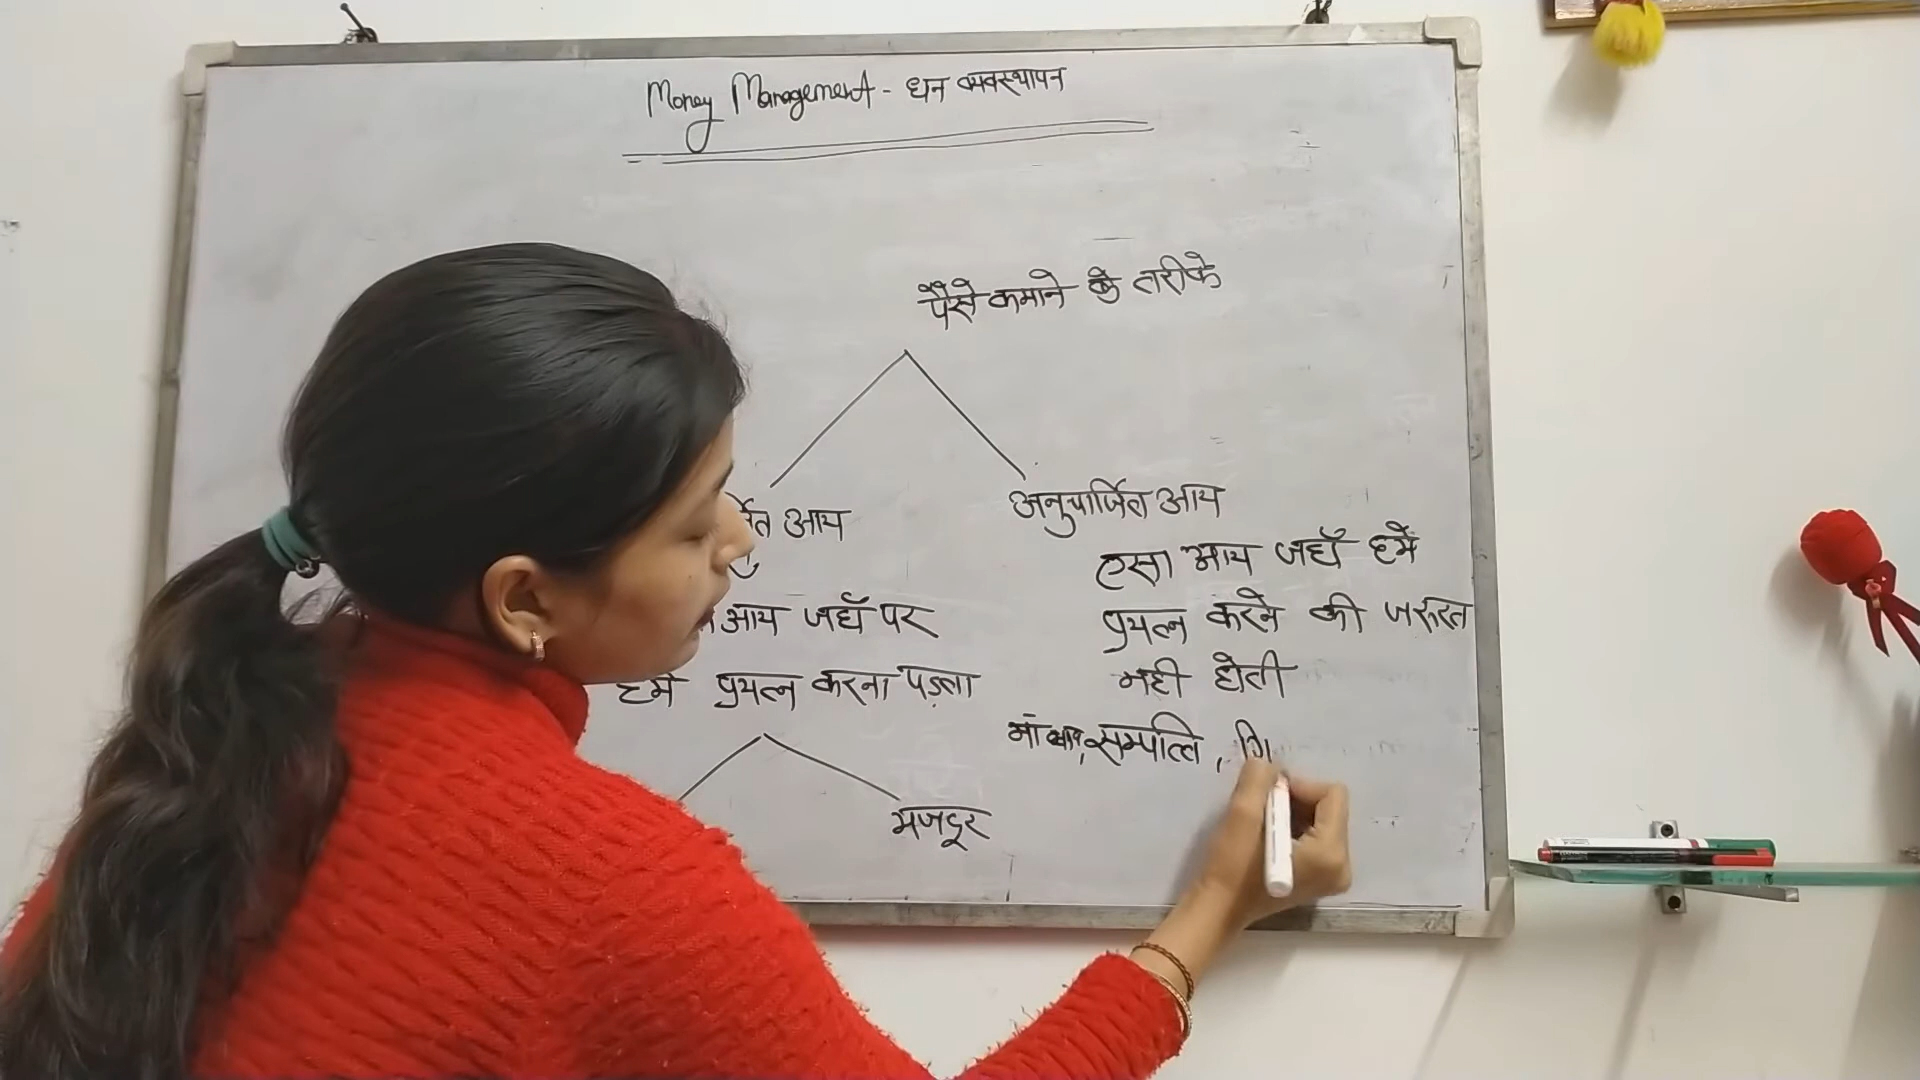 Money Management - धन व्यवस्थापन
पैसे कमाने के तरीके
आय
अनुपार्जित आय
आय जहाँ पर
हमें प्रयत्न करना पड़ता
मजदूर
एसा आय जहाँ हमें
प्रयत्न करने की जरूरत
नही होती
मां बाप, सम्पत्ति, गि